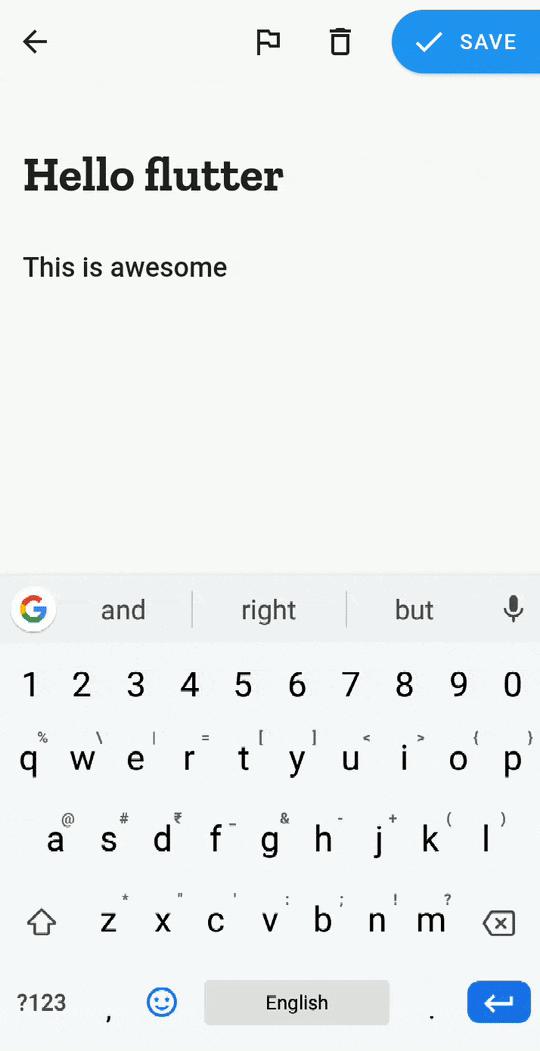 SAVE
Hello flutter
This is awesome
and right but
1 2 3 4 5 6 7 8 9 0
% \ | = [ ] < > { }
q w e r t y u i o p
@ # ₹ _ & - + ( )
a s d f g h j k l
* " ' : ; ! ?
z x c v b n m
?123 , English .